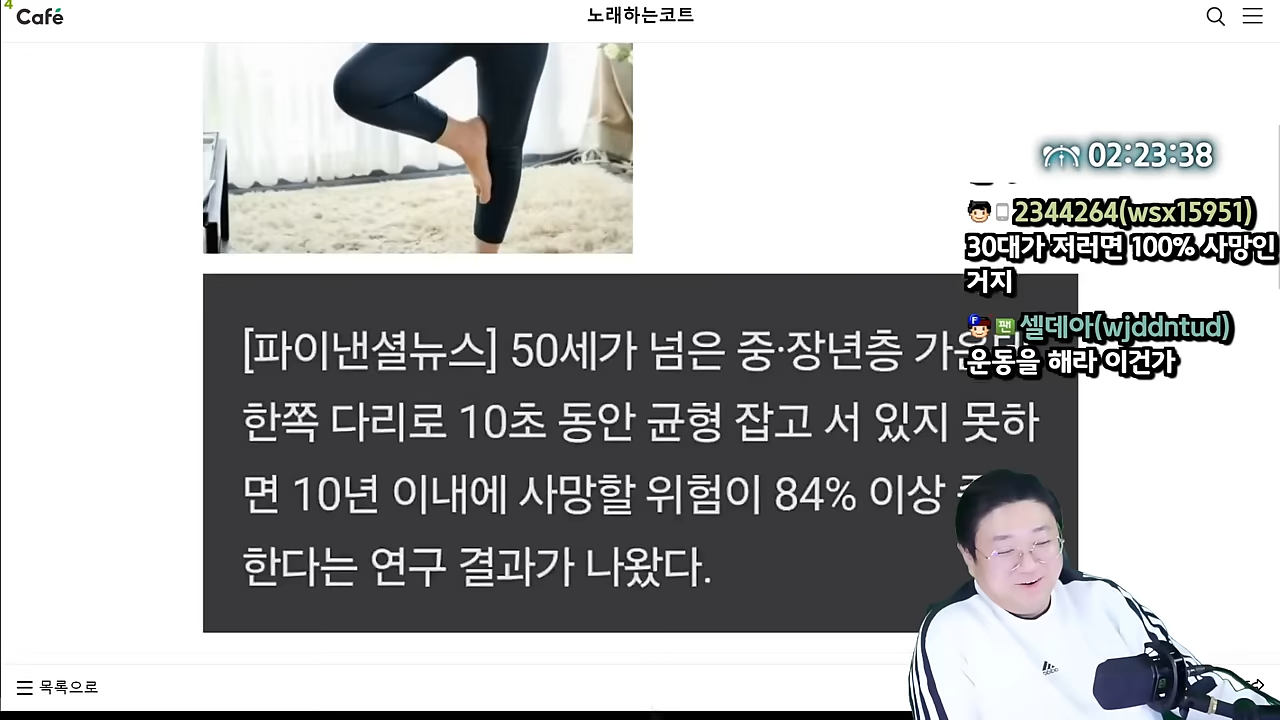 4
Café
노래하는코트
02:23:38
2344264(wsx15951)
30대가 저러면 100% 사망인
거지
F 팬 셀데아(wjddntud)
운동을 해라 이건가
[파이낸셜뉴스] 50세가 넘은 중·장년층
한쪽 다리로 10초 동안 균형 잡고 서 있지 못하
면 10년 이내에 사망할 위험이 84% 이상
한다는 연구 결과가 나왔다.
adidas
목록으로